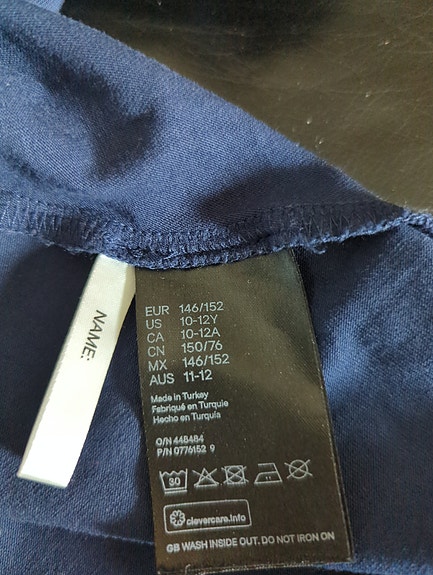 NAME:
EUR 146/152
US 10-12Y
CA 10-12A
CN 150/76
MX 146/152
AUS 11-12
Made in Turkey
Fabriqué en Turquie
Hecho en Turquía
O/N 448484
P/N 0776152 9
30
clevercare.info
GB WASH INSIDE OUT. DO NOT IRON ON